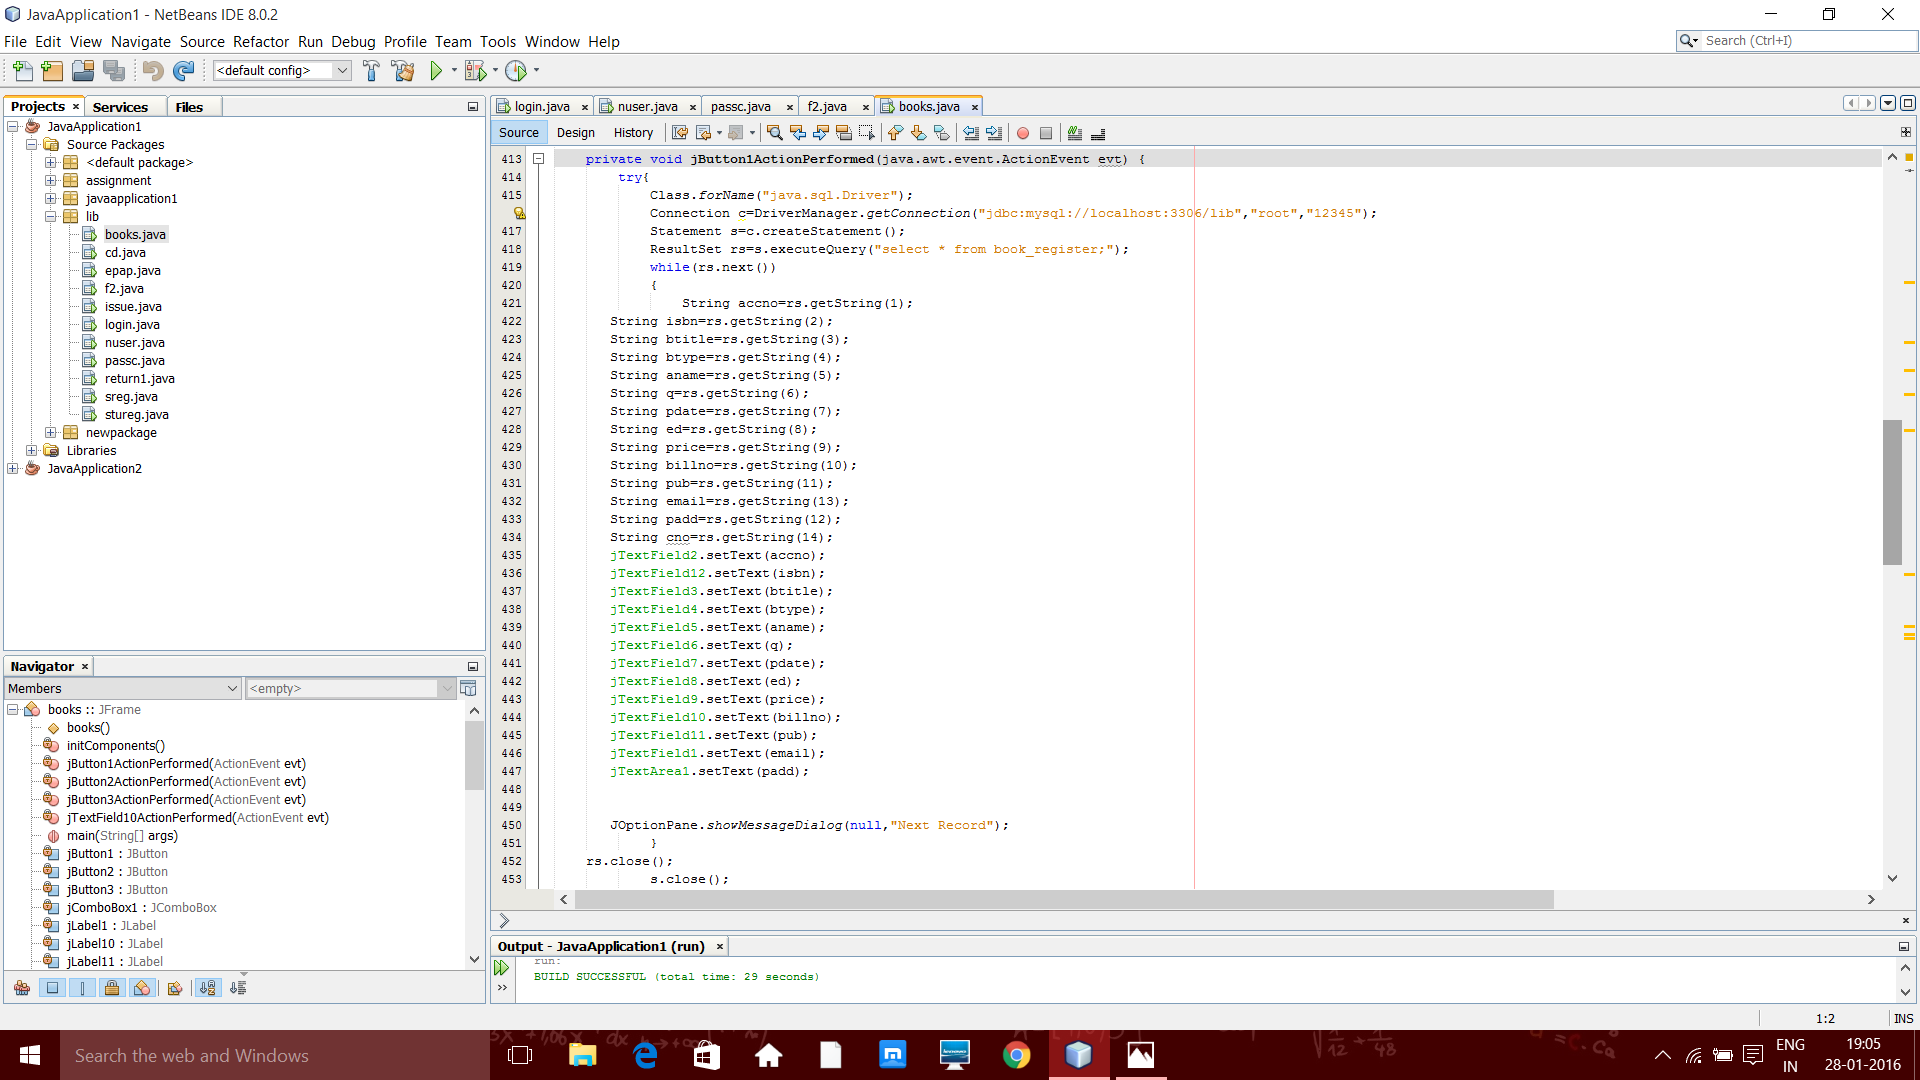 JavaApplication1 - NetBeans IDE 8.0.2
File Edit View Navigate Source Refactor Run Debug Profile Team Tools Window Help
Search (Ctrl+I)
<default config>
Projects
Services
Files
JavaApplication1
Source Packages
<default package>
assignment
javaapplication1
lib
books.java
cd.java
epap.java
f2.java
issue.java
login.java
nuser.java
passc.java
return1.java
sreg.java
stureg.java
newpackage
Libraries
JavaApplication2
Navigator
Members
<empty>
books :: JFrame
books()
initComponents()
jButton1ActionPerformed(ActionEvent evt)
jButton2ActionPerformed(ActionEvent evt)
jButton3ActionPerformed(ActionEvent evt)
jTextField10ActionPerformed(ActionEvent evt)
main(String[] args)
jButton1 : JButton
jButton2 : JButton
jButton3 : JButton
jComboBox1 : JComboBox
jLabel1 : JLabel
jLabel10 : JLabel
jLabel11 : JLabel
login.java
nuser.java
passc.java
f2.java
books.java
Source Design History
413 private void jButton1ActionPerformed(java.awt.event.ActionEvent evt) {
414 try{
415 Class.forName("java.sql.Driver");
Connection c=DriverManager.getConnection("jdbc:mysql://localhost:3306/lib","root","12345");
417 Statement s=c.createStatement();
418 ResultSet rs=s.executeQuery("select * from book_register;");
419 while(rs.next())
420 {
421 String accno=rs.getString(1);
422 String isbn=rs.getString(2);
423 String btitle=rs.getString(3);
424 String btype=rs.getString(4);
425 String aname=rs.getString(5);
426 String q=rs.getString(6);
427 String pdate=rs.getString(7);
428 String ed=rs.getString(8);
429 String price=rs.getString(9);
430 String billno=rs.getString(10);
431 String pub=rs.getString(11);
432 String email=rs.getString(13);
433 String padd=rs.getString(12);
434 String cno=rs.getString(14);
435 jTextField2.setText(accno);
436 jTextField12.setText(isbn);
437 jTextField3.setText(btitle);
438 jTextField4.setText(btype);
439 jTextField5.setText(aname);
440 jTextField6.setText(q);
441 jTextField7.setText(pdate);
442 jTextField8.setText(ed);
443 jTextField9.setText(price);
444 jTextField10.setText(billno);
445 jTextField11.setText(pub);
446 jTextField1.setText(email);
447 jTextArea1.setText(padd);
448
449
450 JOptionPane.showMessageDialog(null,"Next Record");
451 }
452 rs.close();
453 s.close();
Output - JavaApplication1 (run)
run:
BUILD SUCCESSFUL (total time: 29 seconds)
1:2 INS
Search the web and Windows
ENG
IN
19:05
28-01-2016